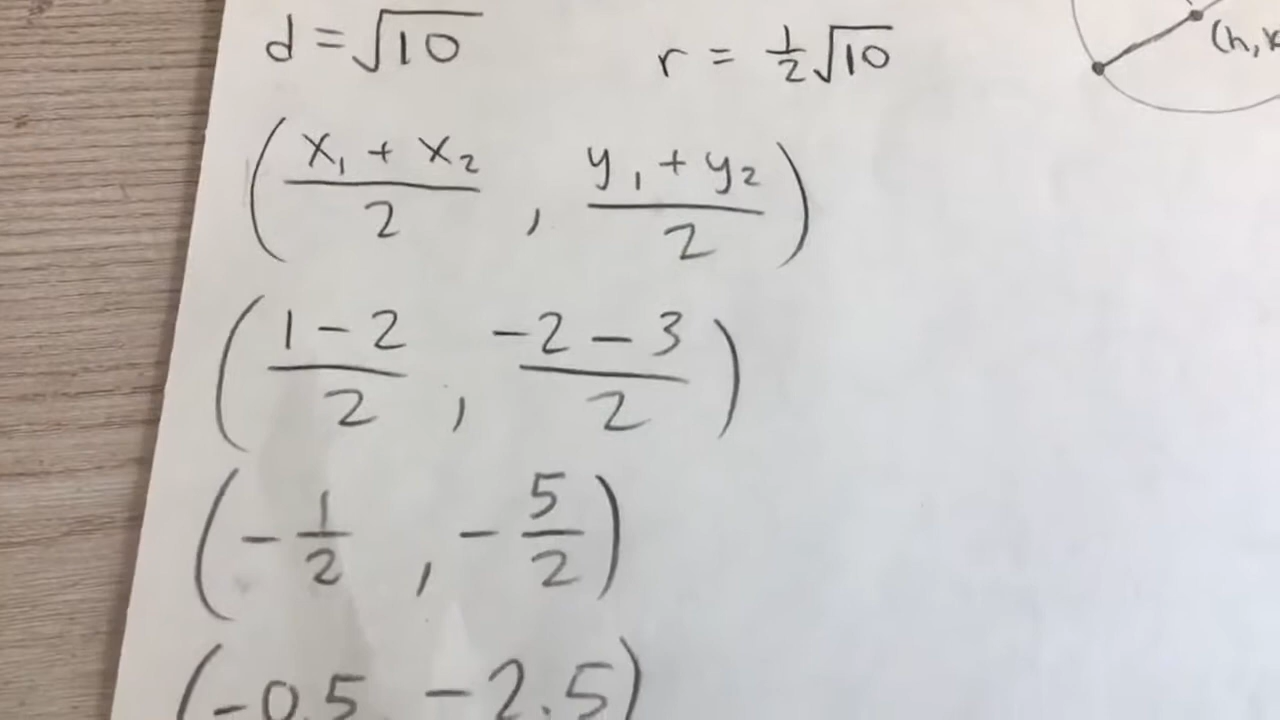 d = √10 r = 1/2 √10
(h,
( x₁ + x₂ / 2 , y₁ + y₂ / 2 )
( 1 - 2 / 2 , -2 - 3 / 2 )
( - 1/2 , - 5/2 )
(-0.5 -2.5)